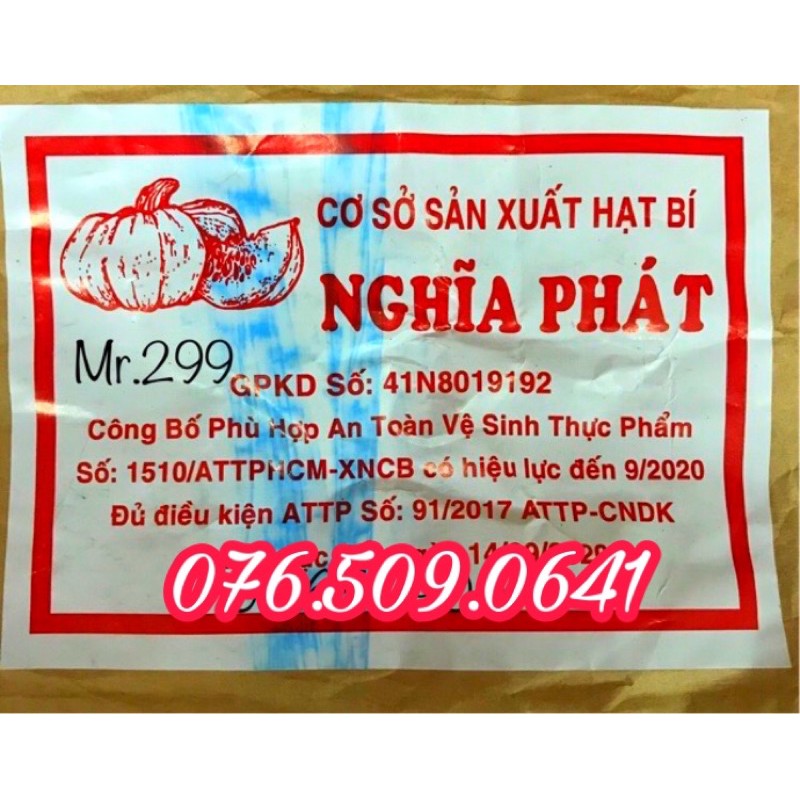 CƠ SỞ SẢN XUẤT HẠT BÍ
NGHĨA PHÁT
Mr.299
GPKD Số: 41N8019192
Công Bố Phù Hợp An Toàn Vệ Sinh Thực Phẩm
Số: 1510/ATTPHCM-XNCB có hiệu lực đến 9/2020
Đủ điều kiện ATTP Số: 91/2017 ATTP-CNDK
076.509.0641